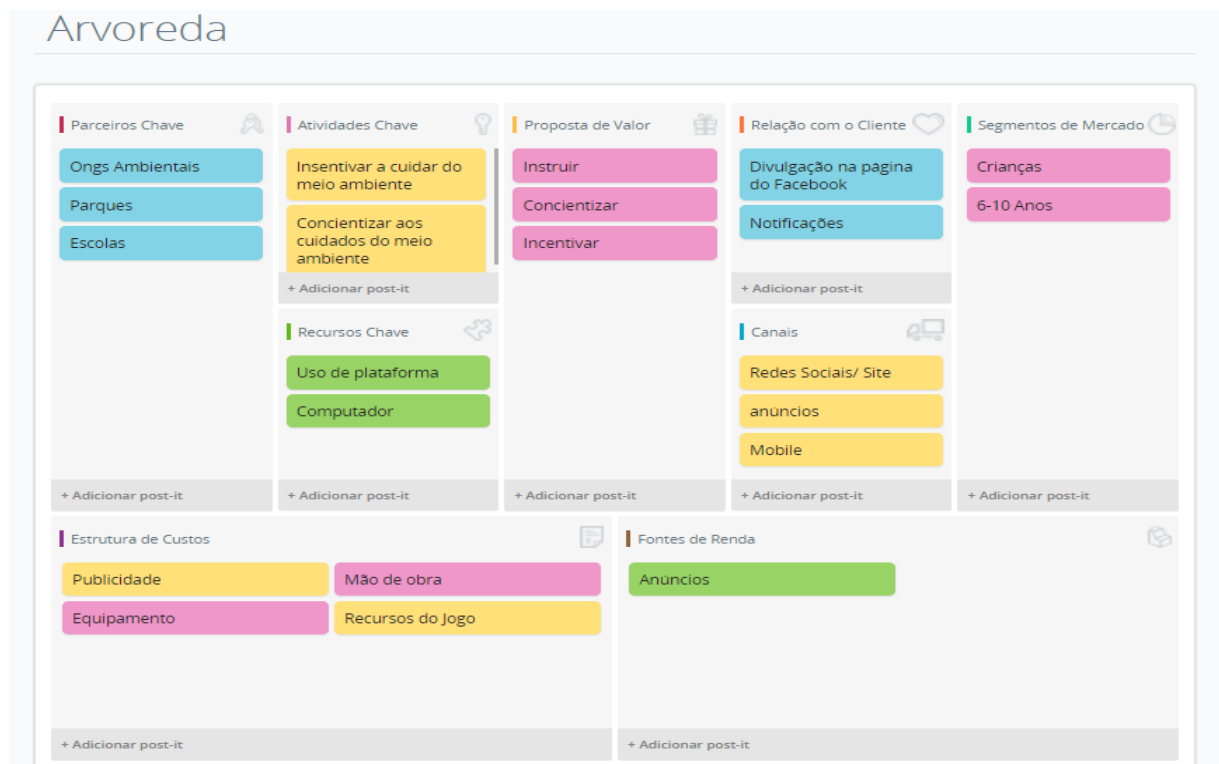 Arvoreda
Parceiros Chave
Ongs Ambientais
Parques
Escolas
+ Adicionar post-it
Atividades Chave
Insentivar a cuidar do
meio ambiente
Concientizar aos
cuidados do meio
ambiente
+ Adicionar post-it
Recursos Chave
Uso de plataforma
Computador
+ Adicionar post-it
Proposta de Valor
Instruir
Concientizar
Incentivar
+ Adicionar post-it
Relação com o Cliente
Divulgação na página
do Facebook
Notificações
+ Adicionar post-it
Canais
Redes Sociais/ Site
anúncios
Mobile
+ Adicionar post-it
Segmentos de Mercado
Crianças
6-10 Anos
+ Adicionar post-it
Estrutura de Custos
Publicidade
Mão de obra
Equipamento
Recursos do Jogo
+ Adicionar post-it
Fontes de Renda
Anúncios
+ Adicionar post-it